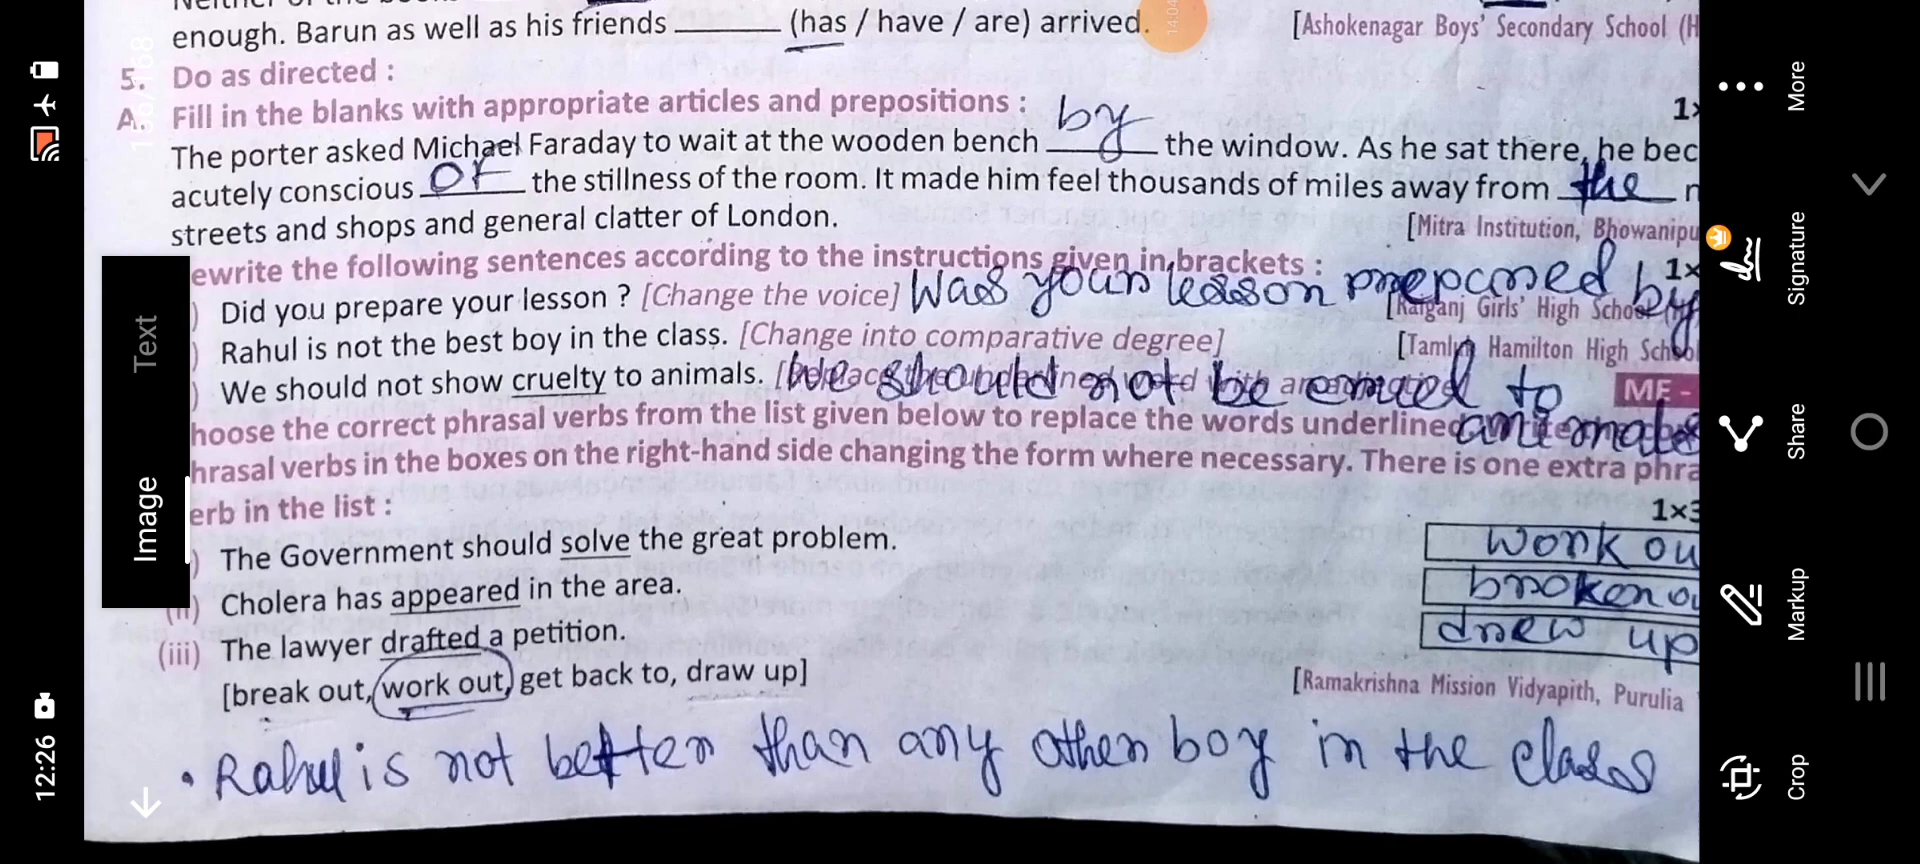 enough. Barun as well as his friends ______ (has / have / are) arrived. [Ashokenagar Boys' Secondary School (H
5. Do as directed :
A. Fill in the blanks with appropriate articles and prepositions : 1×
The porter asked Michael Faraday to wait at the wooden bench by the window. As he sat there, he bec
acutely conscious of the stillness of the room. It made him feel thousands of miles away from the n
streets and shops and general clatter of London. [Mitra Institution, Bhowanipu
ewrite the following sentences according to the instructions given in brackets : 1×
) Did you prepare your lesson ? [Change the voice] Was your lesson prepared by
[Raiganj Girls' High School (H
) Rahul is not the best boy in the class. [Change into comparative degree] [Tamluk Hamilton High School
) We should not show cruelty to animals. We should not be cruel to animals ME -
hoose the correct phrasal verbs from the list given below to replace the words underlined
hrasal verbs in the boxes on the right-hand side changing the form where necessary. There is one extra phra
erb in the list : 1×3
) The Government should solve the great problem. work ou
(ii) Cholera has appeared in the area. broken ou
(iii) The lawyer drafted a petition. drew up
[break out, work out, get back to, draw up] [Ramakrishna Mission Vidyapith, Purulia
• Rahul is not better than any other boy in the class
Text
Image
12:26
More
Signature
Share
Markup
Crop